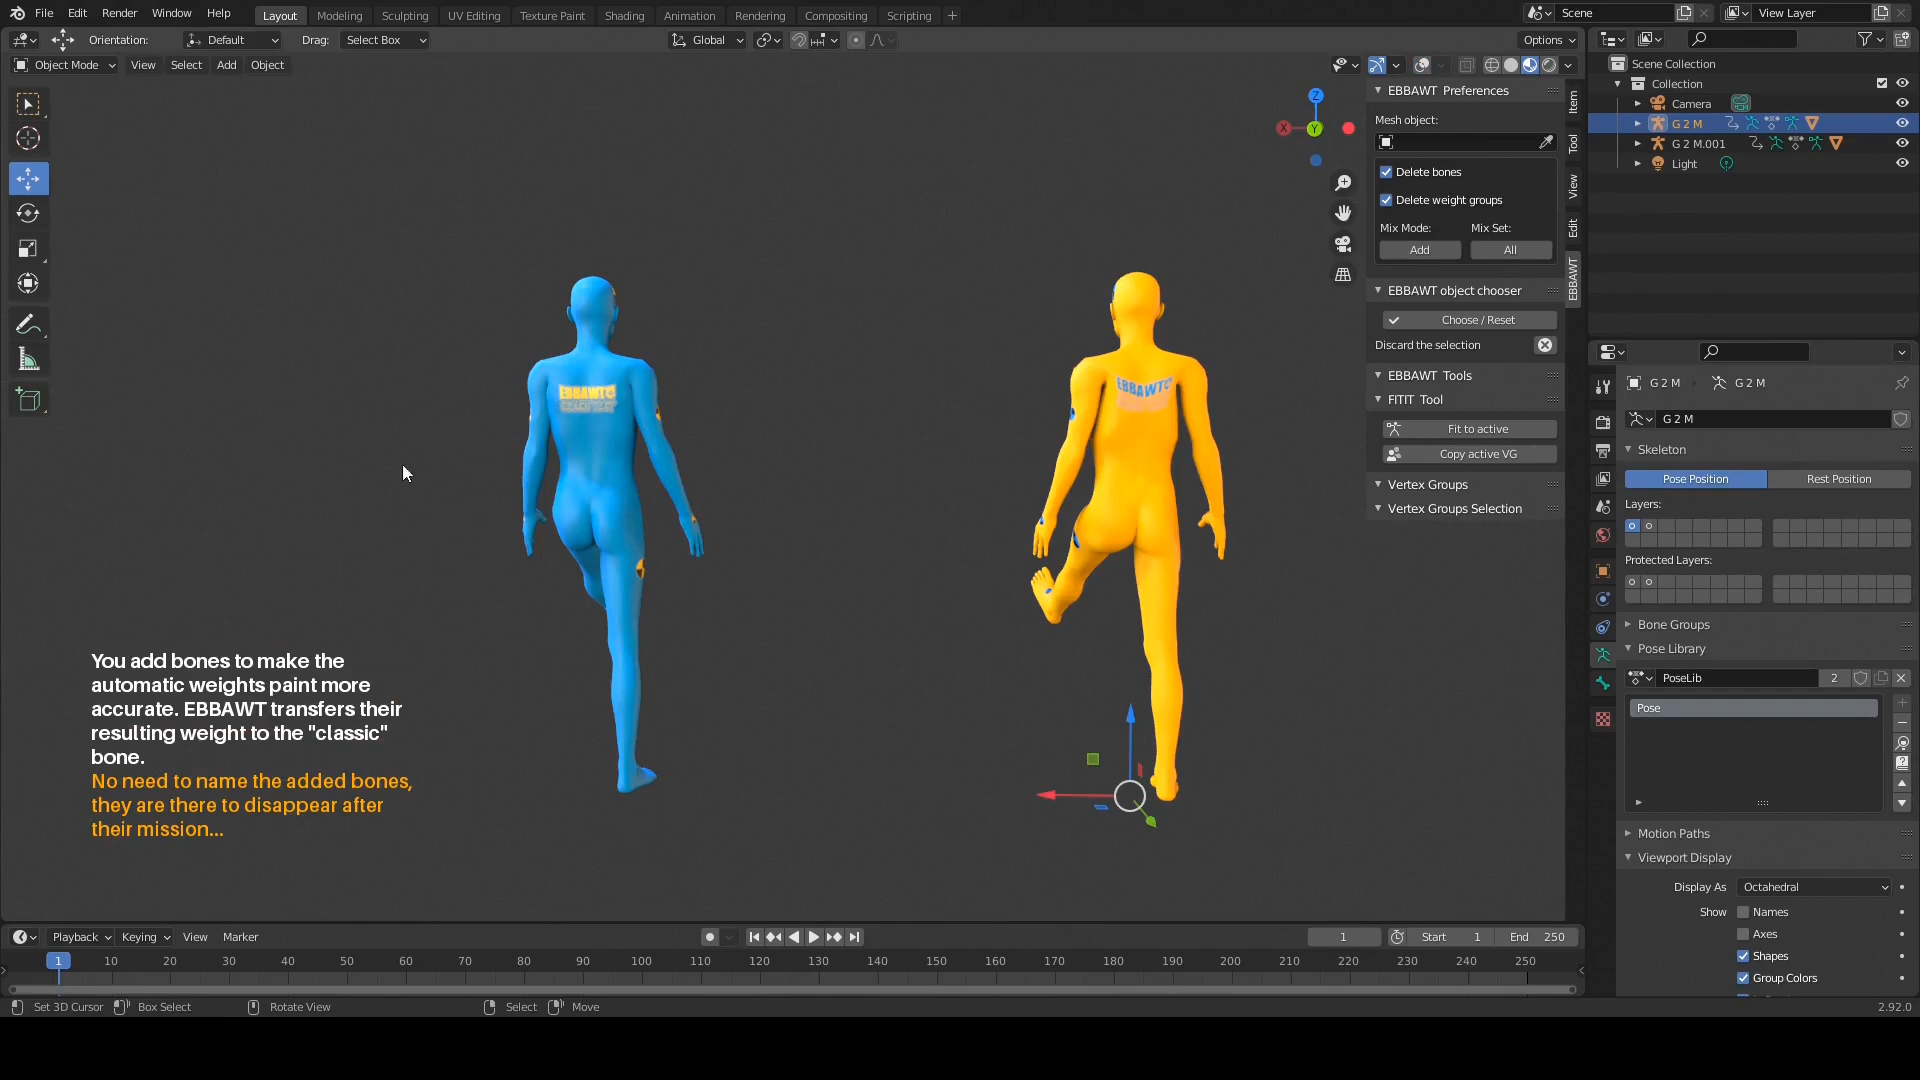 File Edit Render Window Help Layout Modeling Sculpting UV Editing Texture Paint Shading Animation Rendering Compositing Scripting + Scene View Layer
Orientation: Default Drag: Select Box Global Options
Object Mode View Select Add Object
Scene Collection
Collection
Camera
G 2 M
G 2 M.001
Light
Z
X
Y
EBBAWT Preferences
Mesh object:
Delete bones
Delete weight groups
Mix Mode: Mix Set:
Add All
EBBAWT object chooser
Choose / Reset
Discard the selection
EBBAWT Tools
FITIT Tool
Fit to active
Copy active VG
Vertex Groups
Vertex Groups Selection
Item
Tool
View
Edit
EBBAWT
EBBAWT
EBBAWT
You add bones to make the
automatic weights paint more
accurate. EBBAWT transfers their
resulting weight to the "classic"
bone.
No need to name the added bones,
they are there to disappear after
their mission...
G 2 M G 2 M
G 2 M
Skeleton
Pose Position Rest Position
Layers:
Protected Layers:
Bone Groups
Pose Library
PoseLib 2
Pose
Motion Paths
Viewport Display
Display As Octahedral
Show Names
Axes
Shapes
Group Colors
Playback Keying View Marker 1 Start 1 End 250
1 10 20 30 40 50 60 70 80 90 100 110 120 130 140 150 160 170 180 190 200 210 220 230 240 250
Set 3D Cursor Box Select Rotate View Select Move 2.92.0